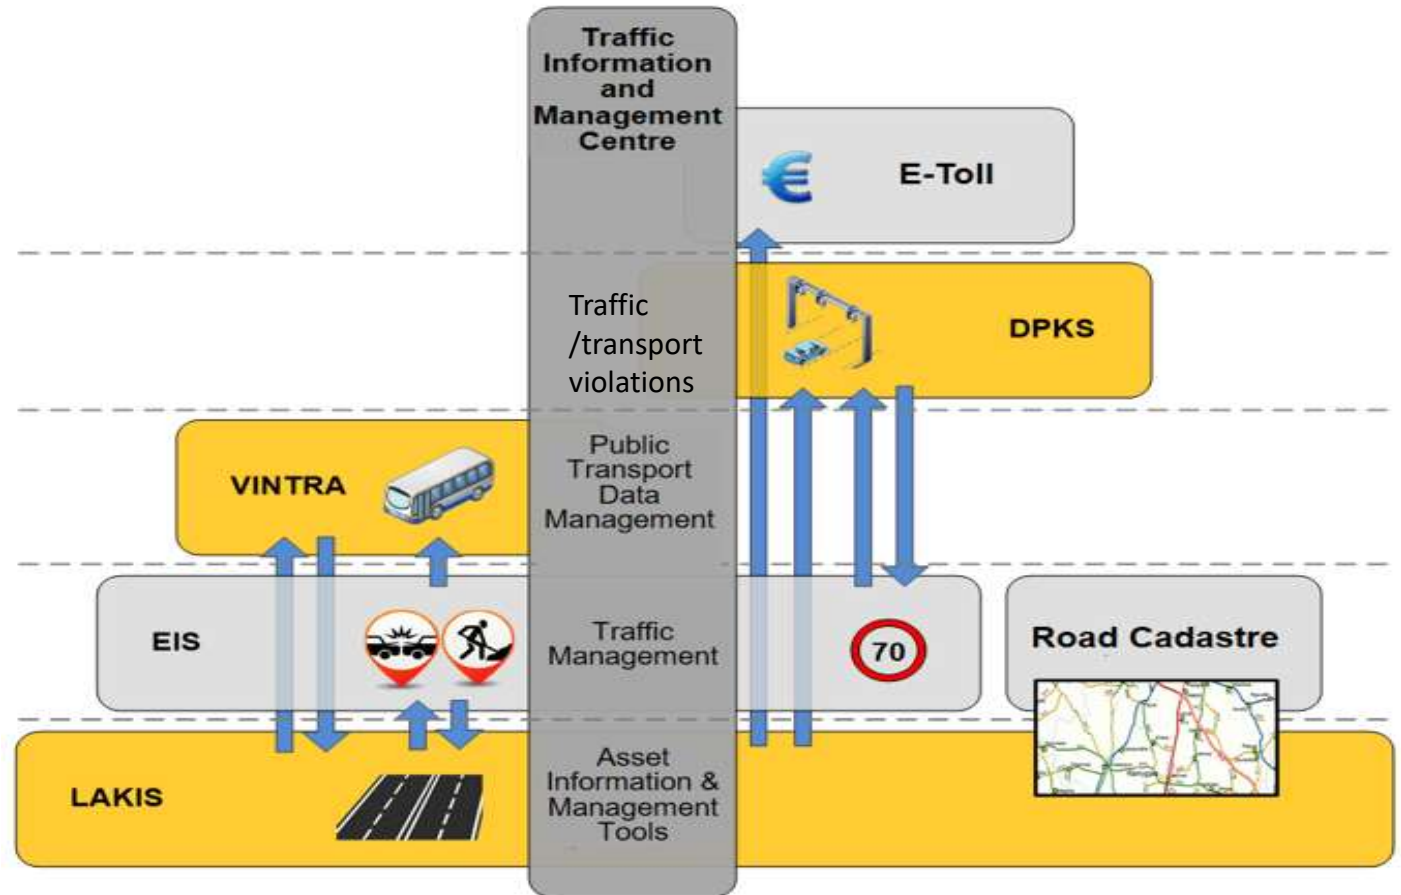 Traffic
Information
and
Management
Centre
€
E-Toll
Traffic
/transport
violations
DPKS
VINTRA
Public
Transport
Data
Management
EIS
Traffic
Management
70
Road Cadastre
LAKIS
Asset
Information &
Management
Tools